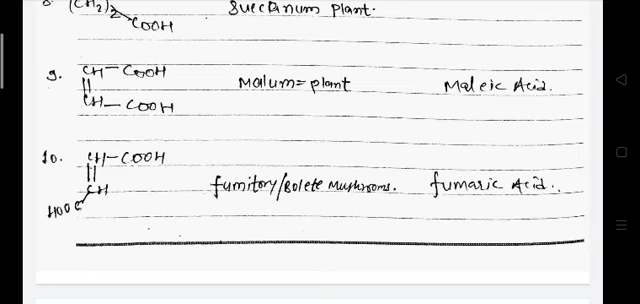 8. (CH2)2 Succinum plant.
COOH
9. CH-COOH
|| Malum= plant Maleic Acid.
CH-COOH
10. CH-COOH
|| fumitory/Bolete Mushrooms. fumaric Acid.
CH
HOOC